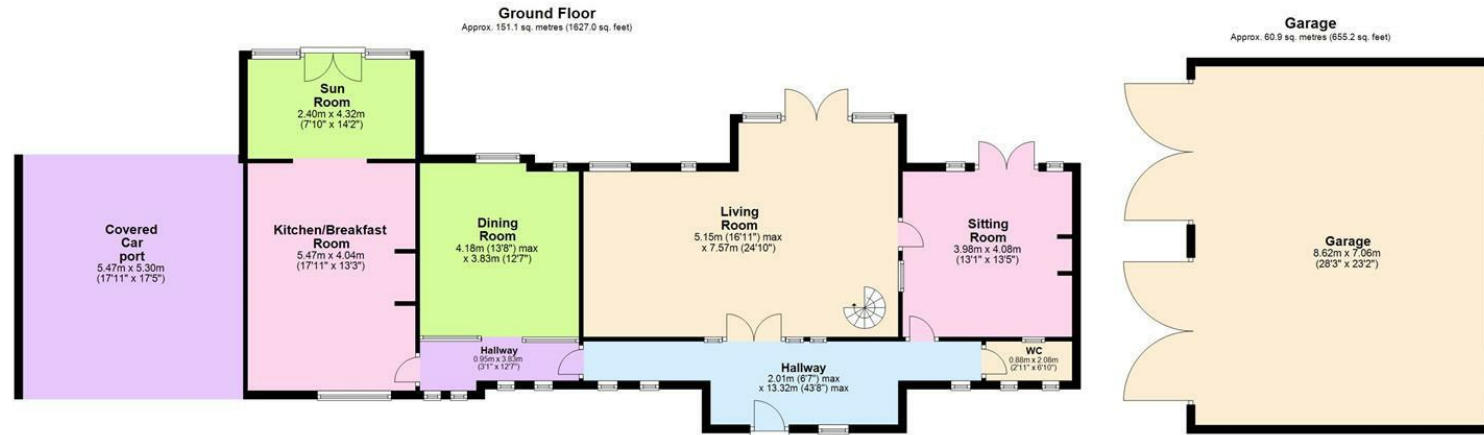 Ground Floor
Approx. 151.1 sq. metres (1627.0 sq. feet)
Garage
Approx. 60.9 sq. metres (655.2 sq. feet)
Sun
Room
2.40m x 4.32m
(7'10" x 14'2")
Covered
Car
port
5.47m x 5.30m
(17'11" x 17'5")
Kitchen/Breakfast
Room
5.47m x 4.04m
(17'11" x 13'3")
Dining
Room
4.18m (13'8") max
x 3.83m (12'7")
Living
Room
5.15m (16'11") max
x 7.57m (24'10")
Sitting
Room
3.98m x 4.08m
(13'1" x 13'5")
Garage
8.62m x 7.06m
(28'3" x 23'2")
Hallway
0.95m x 3.83m
(3'1" x 12'7")
Hallway
2.01m (6'7") max
x 13.32m (43'8") max
WC
0.88m x 2.08m
(2'11" x 6'10")